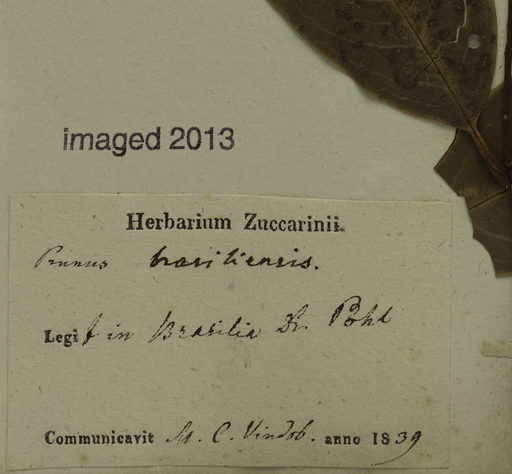 imaged 2013
Herbarium Zuccarinii.
Prunus brasiliensis.
Legit in Brasilia Dr. Pohl
Communicavit M. C. Vindob. anno 1839